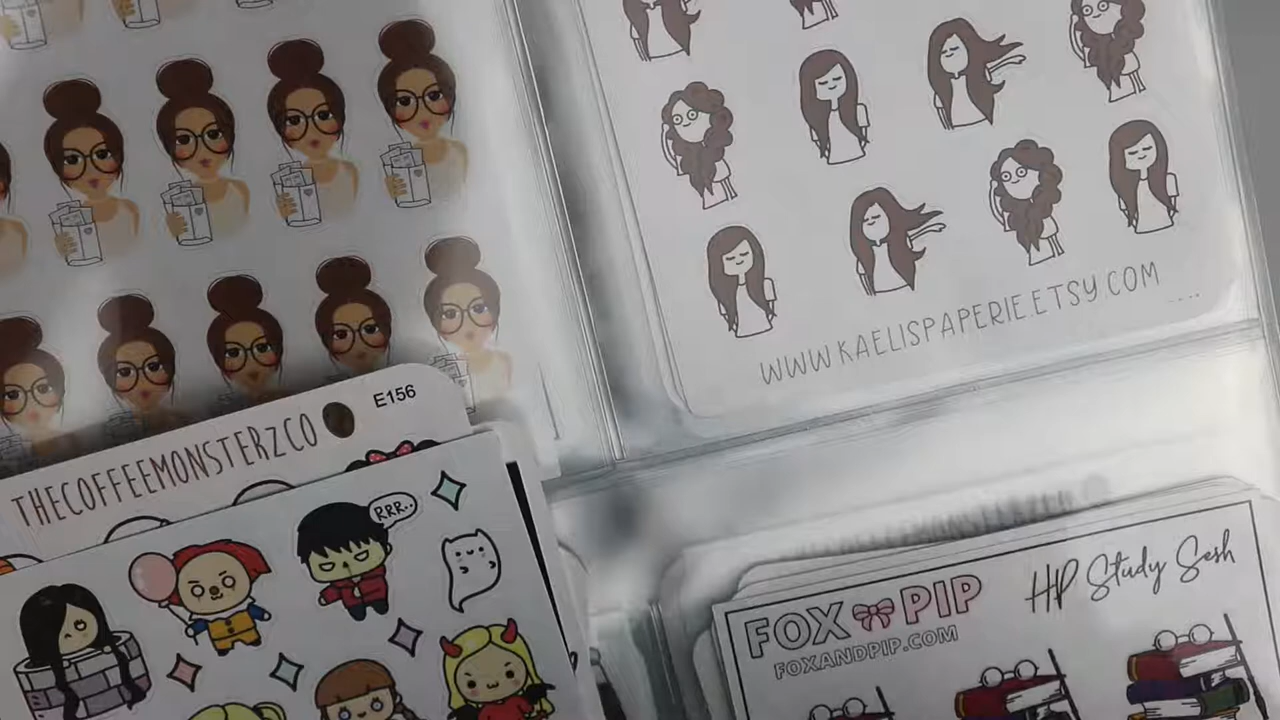 WWW.KAELISPAPERIE.ETSY.COM
E156
THECOFFEEMONSTERZCO
RRR..
FOX PIP
FOXANDPIP.COM
HP Study Sesh